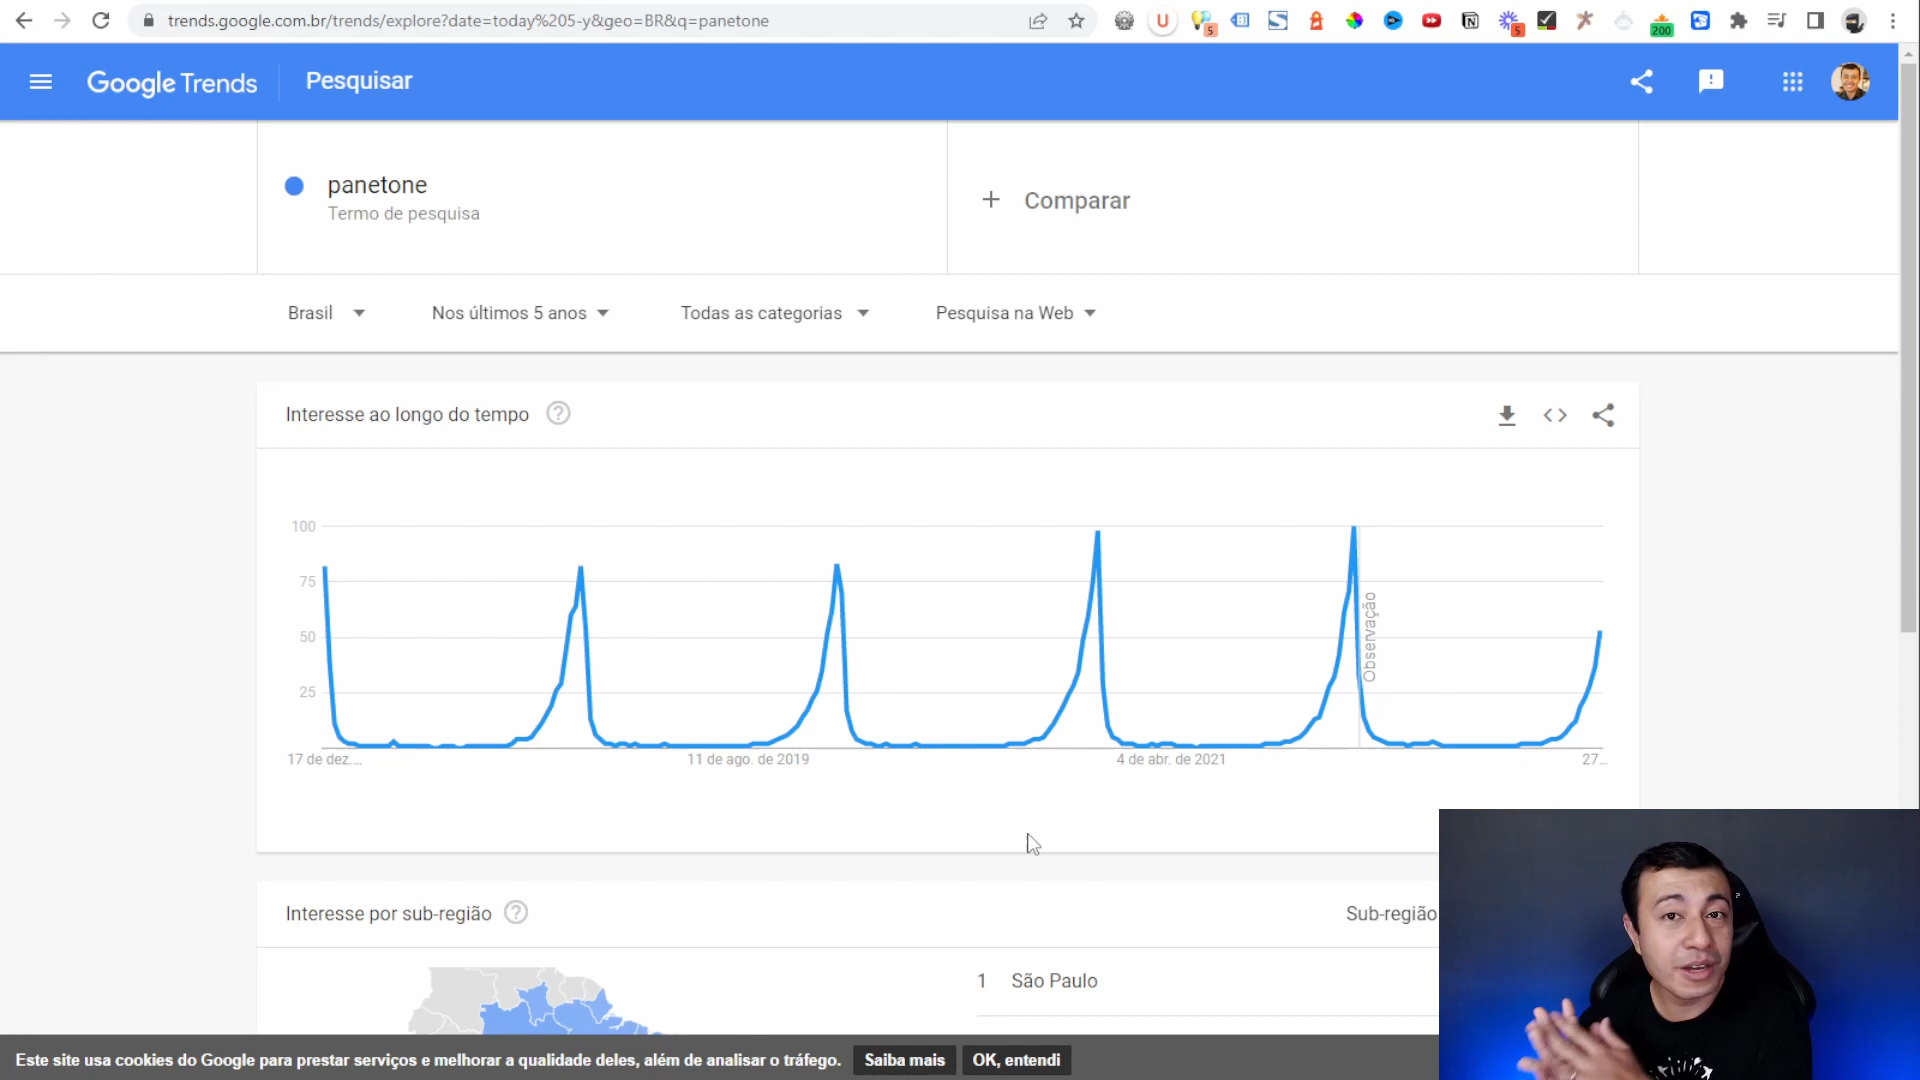 trends.google.com.br/trends/explore?date=today%205-y&geo=BR&q=panetone
U
5
N
5
200
Google Trends
Pesquisar
panetone
Termo de pesquisa
+ Comparar
Brasil
Nos últimos 5 anos
Todas as categorias
Pesquisa na Web
Interesse ao longo do tempo
100
75
50
25
Observação
17 de dez....
11 de ago. de 2019
4 de abr. de 2021
27...
Interesse por sub-região
Sub-região
1 São Paulo
Este site usa cookies do Google para prestar serviços e melhorar a qualidade deles, além de analisar o tráfego.
Saiba mais
OK, entendi